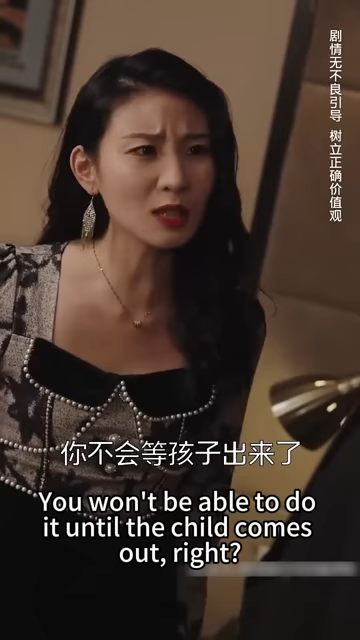 剧情无不良引导 树立正确价值观
你不会等孩子出来了
You won't be able to do
it until the child comes
out, right?